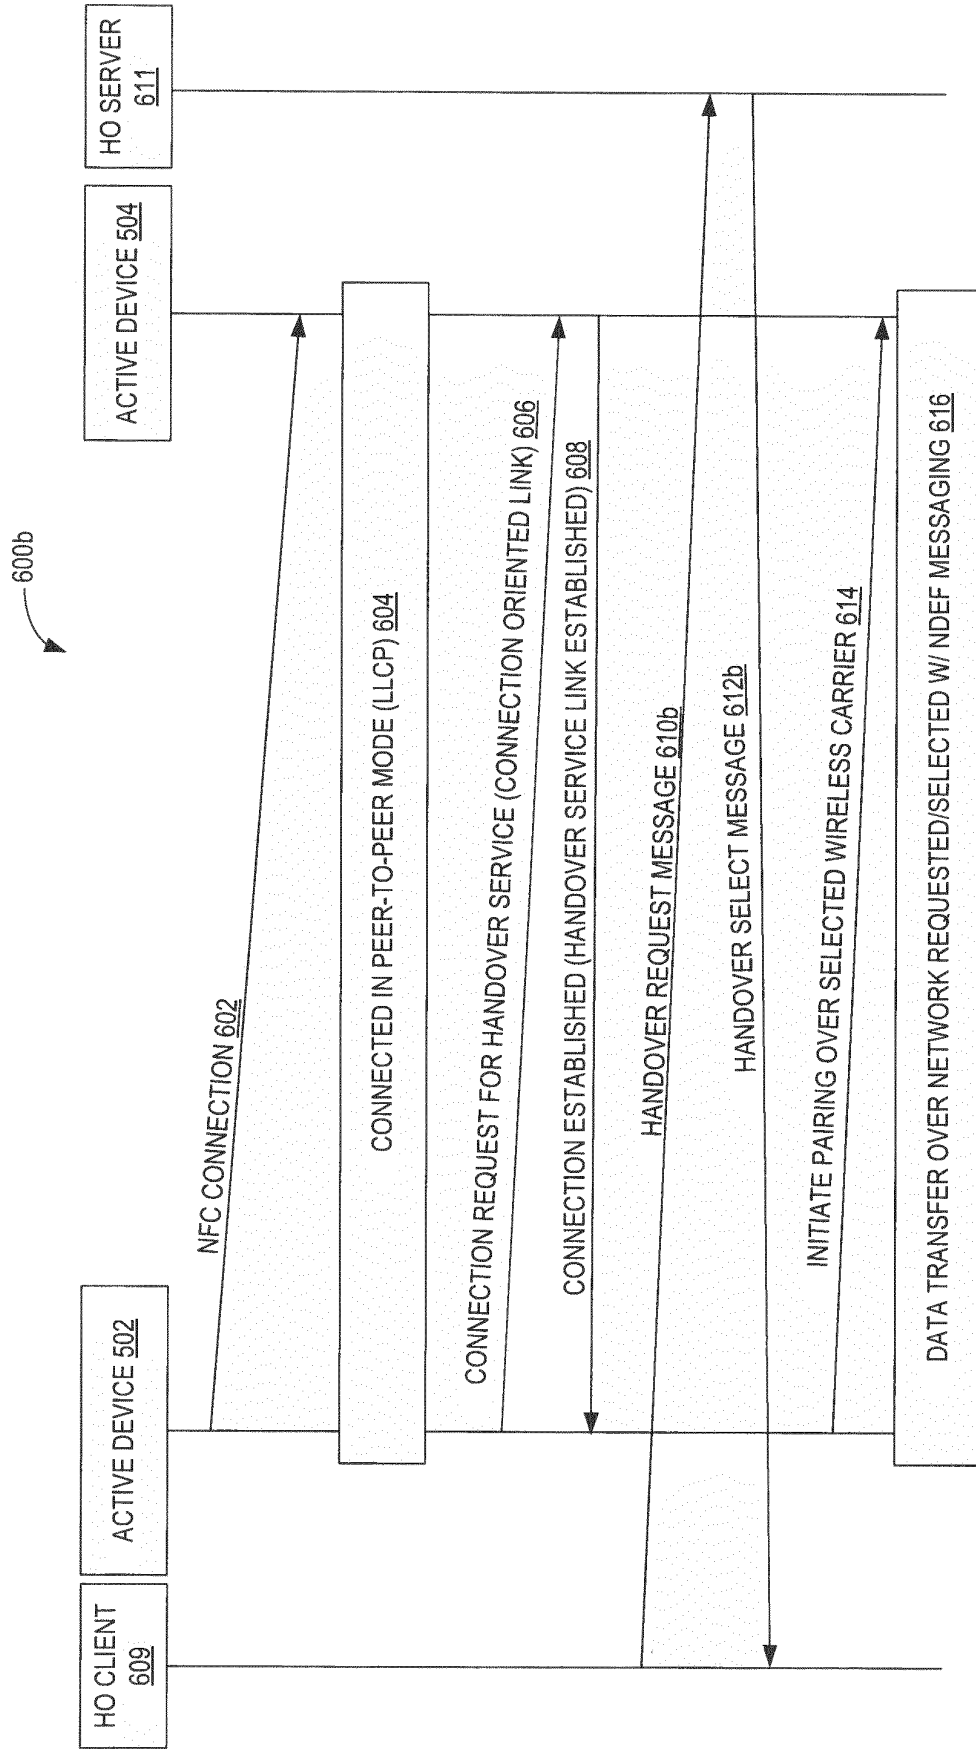 600b
HO CLIENT
609
ACTIVE DEVICE 502
ACTIVE DEVICE 504
HO SERVER
611
NFC CONNECTION 602
CONNECTED IN PEER-TO-PEER MODE (LLCP) 604
CONNECTION REQUEST FOR HANDOVER SERVICE (CONNECTION ORIENTED LINK) 606
CONNECTION ESTABLISHED (HANDOVER SERVICE LINK ESTABLISHED) 608
HANDOVER REQUEST MESSAGE 610b
HANDOVER SELECT MESSAGE 612b
INITIATE PAIRING OVER SELECTED WIRELESS CARRIER 614
DATA TRANSFER OVER NETWORK REQUESTED/SELECTED W/ NDEF MESSAGING 616